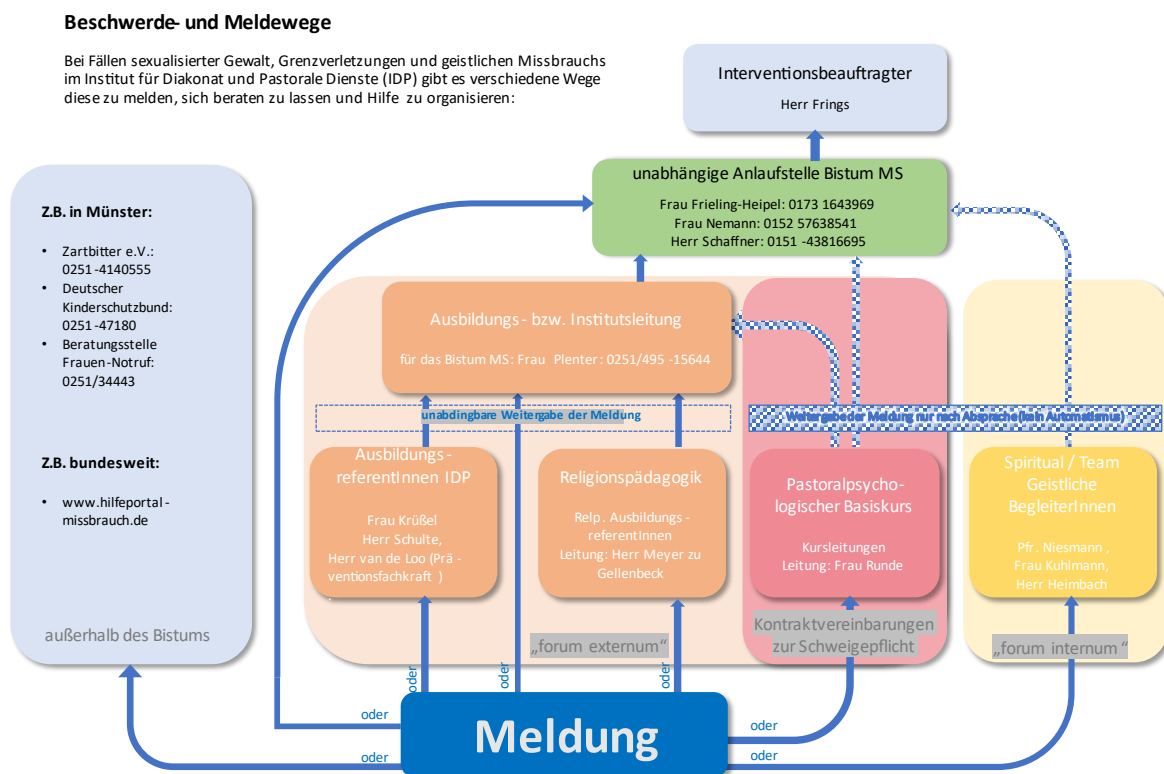 Beschwerde- und Meldewege
Bei Fällen sexualisierter Gewalt, Grenzverletzungen und geistlichen Missbrauchs
im Institut für Diakonat und Pastorale Dienste (IDP) gibt es verschiedene Wege
diese zu melden, sich beraten zu lassen und Hilfe zu organisieren:
Interventionsbeauftragter
Herr Frings
unabhängige Anlaufstelle Bistum MS
Frau Frieling-Heipel: 0173 1643969
Frau Nemann: 0152 57638541
Herr Schaffner: 0151 -43816695
Z.B. in Münster:
• Zartbitter e.V.:
0251 -4140555
• Deutscher
Kinderschutzbund:
0251 -47180
• Beratungsstelle
Frauen-Notruf:
0251/34443
Z.B. bundesweit:
• www.hilfeportal -
missbrauch.de
außerhalb des Bistums
Ausbildungs - bzw. Institutsleitung
für das Bistum MS: Frau Plenter: 0251/495 -15644
unabdingbare Weitergabe der Meldung
Weitergabe der Meldung nur nach Absprache (kein Automatismus)
Ausbildungs -
referentInnen IDP
Frau Krüßel
Herr Schulte,
Herr van de Loo (Prä -
ventionsfachkraft )
.
Religionspädagogik
Relp . Ausbildungs -
referentInnen
Leitung: Herr Meyer zu
Gellenbeck
Pastoralpsycho-
logischer Basiskurs
Kursleitungen
Leitung: Frau Runde
Spiritual / Team
Geistliche
BegleiterInnen
Pfr. Niesmann ,
Frau Kuhlmann,
Herr Heimbach
„forum externum“
Kontraktvereinbarungen
zur Schweigepflicht
„forum internum “
oder
oder
oder
oder
oder
oder
oder
Meldung